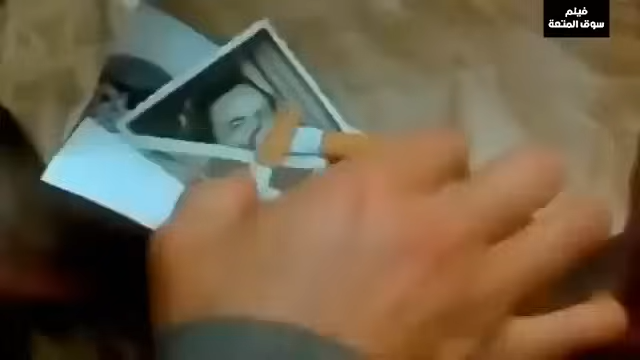 فيلم
سوق المتعة